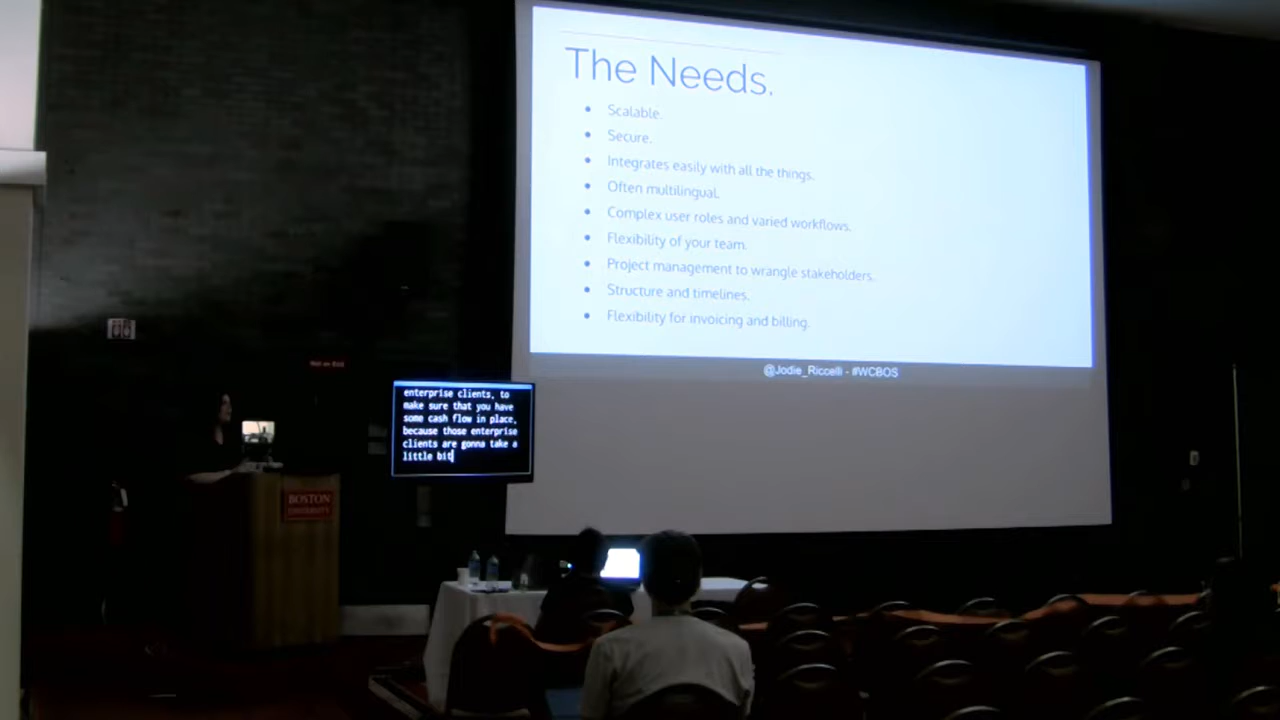 The Needs.
Scalable.
Secure.
Integrates easily with all the things.
Often multilingual.
Complex user roles and varied workflows.
Flexibility of your team.
Project management to wrangle stakeholders.
Structure and timelines.
Flexibility for invoicing and billing.
@Jodie_Riccelli - #WCBOS
Not an Exit
enterprise clients, to
make sure that you have
some cash flow in place,
because those enterprise
clients are gonna take a
little bit
BOSTON
UNIVERSITY